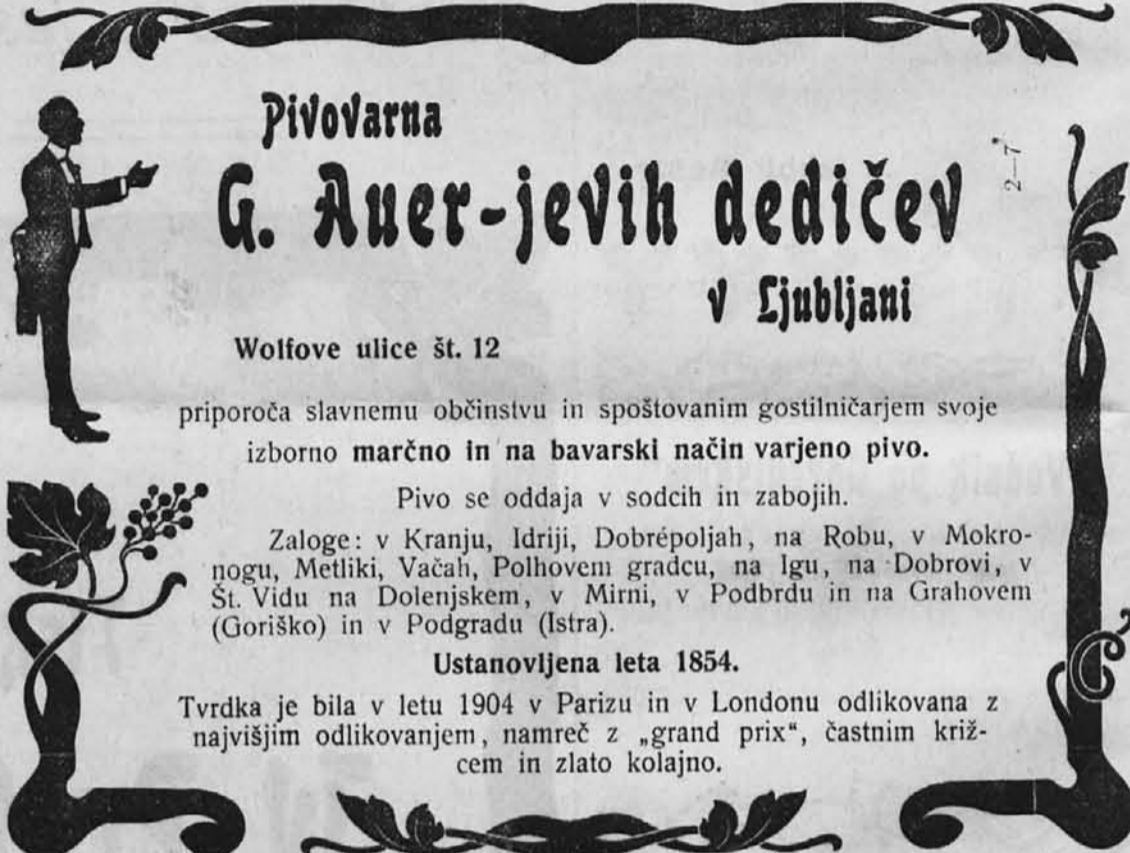 Pivovarna
G. Auer-jevih dedičev
2—7
v Ljubljani
Wolfove ulice št. 12
priporoča slavnemu občinstvu in spoštovanim gostilničarjem svoje
izborno marčno in na bavarski način varjeno pivo.
Pivo se oddaja v sodcih in zabojih.
Zaloge: v Kranju, Idriji, Dobrépoljah, na Robu, v Mokro-
nogu, Metliki, Vačah, Polhovem gradcu, na Igu, na Dobrovi, v
Št. Vidu na Dolenjskem, v Mirni, v Podbrdu in na Grahovem
(Goriško) in v Podgradu (Istra).
Ustanovljena leta 1854.
Tvrdka je bila v letu 1904 v Parizu in v Londonu odlikovana z
najvišjim odlikovanjem, namreč z „grand prix“, častnim križ-
cem in zlato kolajno.